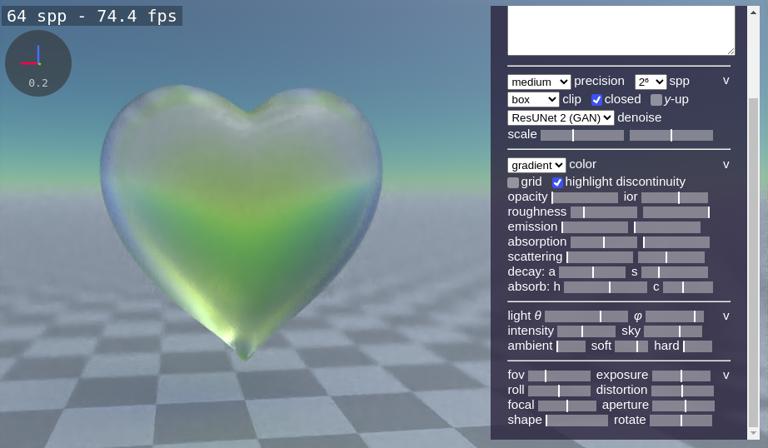 64 spp - 74.4 fps
0.2
medium precision 2⁶ spp v
box clip closed y-up
ResUNet 2 (GAN) denoise
scale
gradient color v
grid highlight discontinuity
opacity ior
roughness
emission
absorption
scattering
decay: a s
absorb: h c
light θ φ v
intensity sky
ambient soft hard
fov exposure v
roll distortion
focal aperture
shape rotate